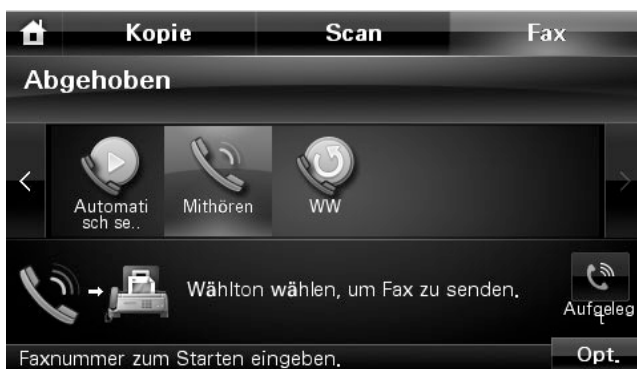 Kopie Scan Fax
Abgehoben
Automati
sch se..
Mithören
WW
Wählton wählen, um Fax zu senden.
Aufgeleg
t
Faxnummer zum Starten eingeben.
Opt.